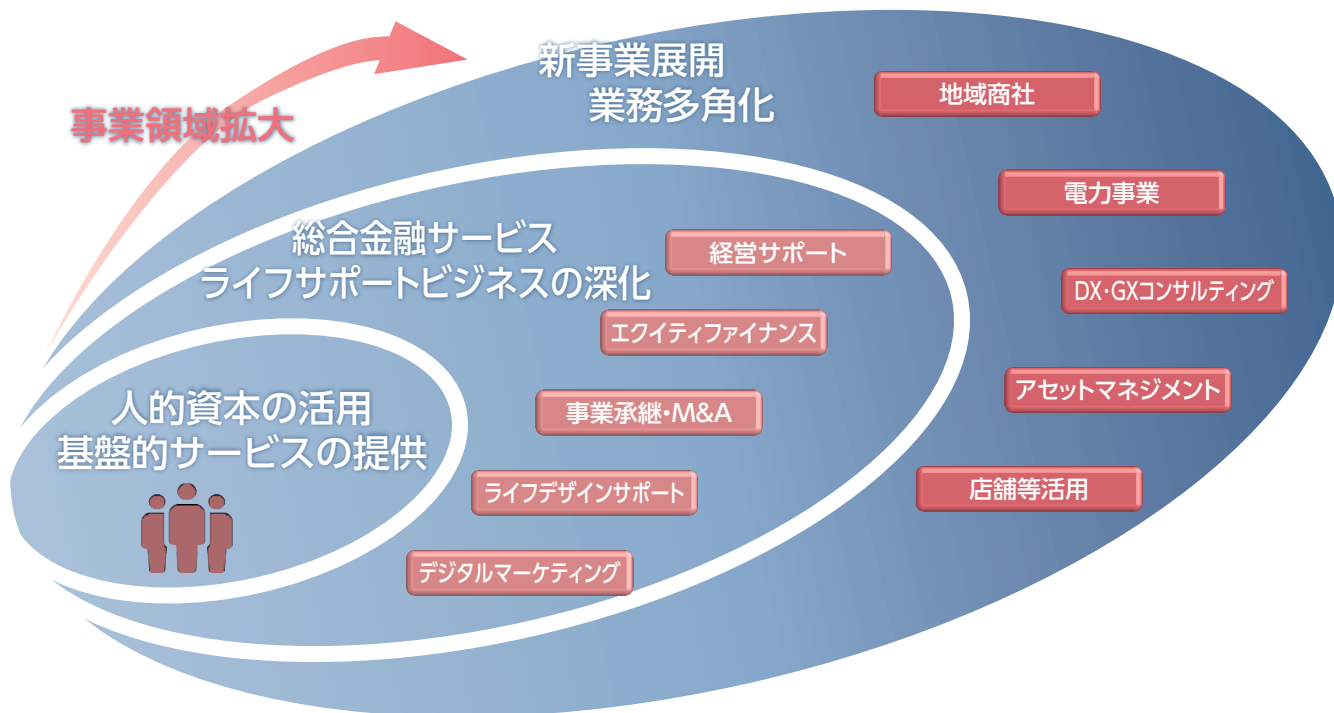 事業領域拡大
新事業展開
業務多角化
地域商社
電力事業
DX・GXコンサルティング
アセットマネジメント
店舗等活用
総合金融サービス
ライフサポートビジネスの深化
経営サポート
エクイティファイナンス
事業承継・M&A
ライフデザインサポート
デジタルマーケティング
人的資本の活用
基盤的サービスの提供